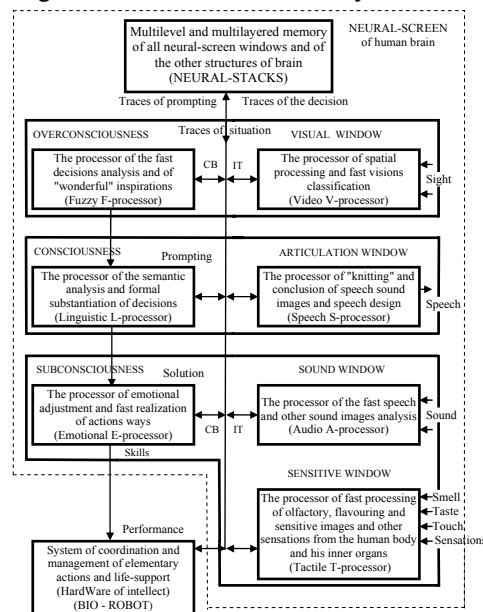 NEURAL-SCREEN
of human brain
Multilevel and multilayered memory
of all neural-screen windows and of
the other structures of brain
(NEURAL-STACKS)
Traces of prompting
Traces of the decision
Traces of situation
OVERCONSCIOUSNESS
VISUAL WINDOW
The processor of the fast
decisions analysis and of
"wonderful" inspirations
(Fuzzy F-processor)
CB
IT
The processor of spatial
processing and fast visions
classification
(Video V-processor)
Sight
CONSCIOUSNESS
Prompting
ARTICULATION WINDOW
The processor of the semantic
analysis and formal
substantiation of decisions
(Linguistic L-processor)
The processor of "knitting" and
conclusion of speech sound
images and speech design
(Speech S-processor)
Speech
SUBCONSCIOUSNESS
Solution
SOUND WINDOW
The processor of emotional
adjustment and fast realization
of actions ways
(Emotional E-processor)
CB
IT
The processor of the fast speech
and other sound images analysis
(Audio A-processor)
Sound
Skills
SENSITIVE WINDOW
The processor of fast processing
of olfactory, flavouring and
sensitive images and other
sensations from the human body
and his inner organs
(Tactile T-processor)
Smell
Taste
Touch
Sensations
Performance
System of coordination and
management of elementary
actions and life-support
(HardWare of intellect)
(BIO - ROBOT)